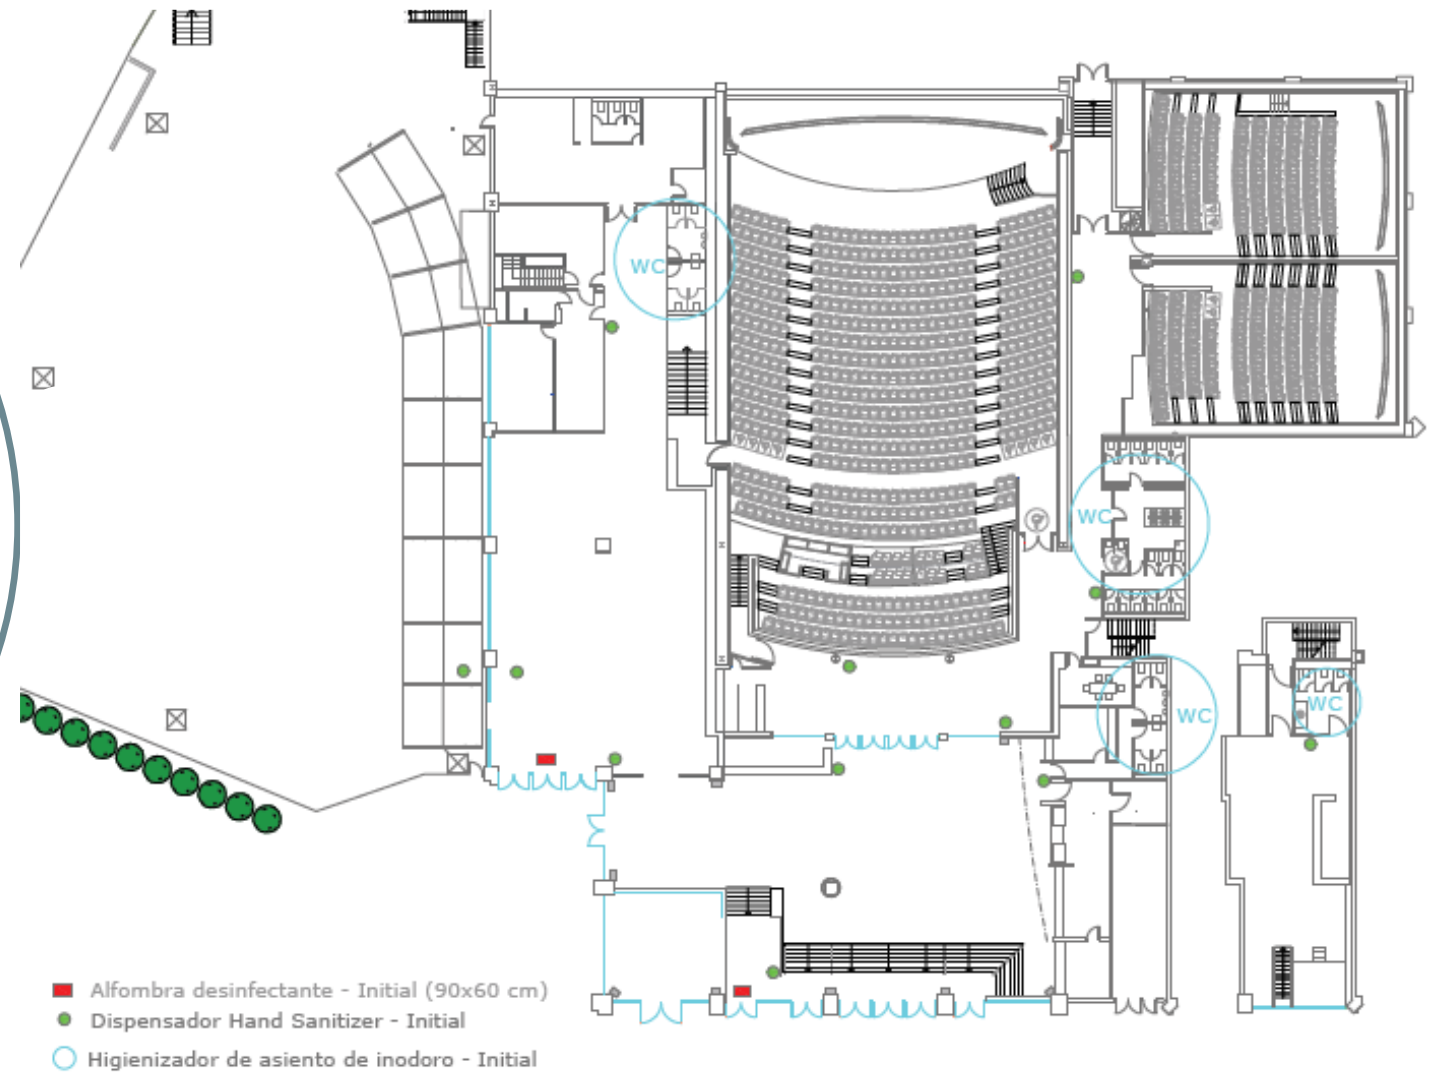 WC
WC
WC
WC
Alfombra desinfectante - Initial (90x60 cm)
Dispensador Hand Sanitizer - Initial
Higienizador de asiento de inodoro - Initial